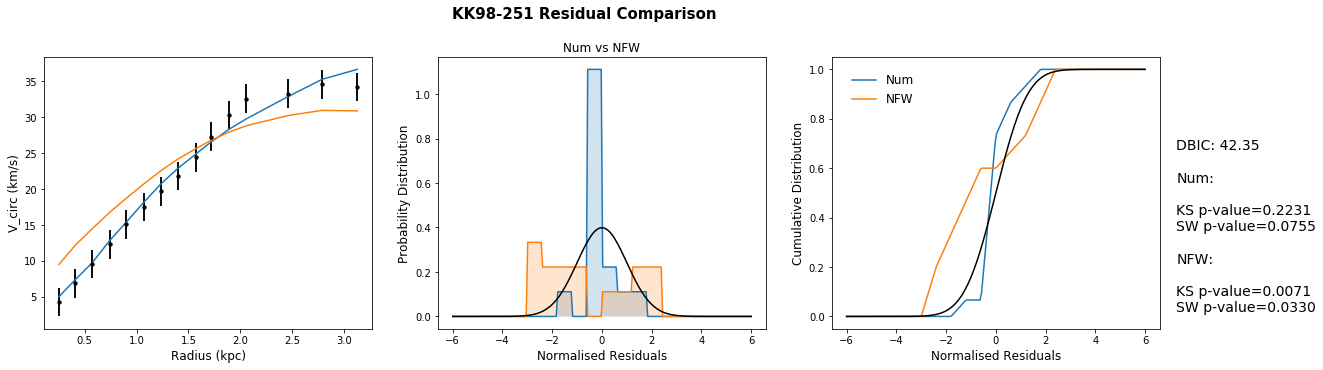 KK98-251 Residual Comparison
V_circ (km/s)
35
30
25
20
15
10
5
0.5 1.0 1.5 2.0 2.5 3.0
Radius (kpc)
Num vs NFW
Probability Distribution
1.0
0.8
0.6
0.4
0.2
0.0
−6 −4 −2 0 2 4 6
Normalised Residuals
Cumulative Distribution
1.0
0.8
0.6
0.4
0.2
0.0
Num
NFW
−6 −4 −2 0 2 4 6
Normalised Residuals
DBIC: 42.35
Num:
KS p-value=0.2231
SW p-value=0.0755
NFW:
KS p-value=0.0071
SW p-value=0.0330